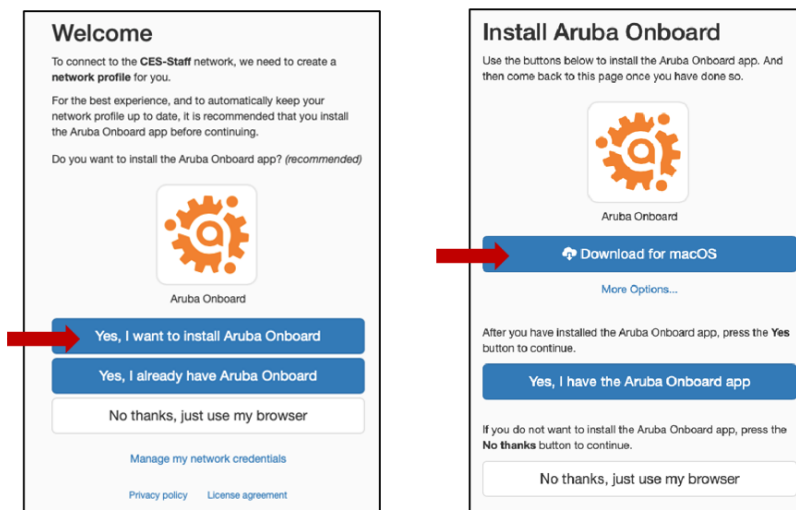 Welcome
To connect to the CES-Staff network, we need to create a
network profile for you.
For the best experience, and to automatically keep your
network profile up to date, it is recommended that you install
the Aruba Onboard app before continuing.
Do you want to install the Aruba Onboard app? (recommended)
Aruba Onboard
Yes, I want to install Aruba Onboard
Yes, I already have Aruba Onboard
No thanks, just use my browser
Manage my network credentials
Privacy policy License agreement
Install Aruba Onboard
Use the buttons below to install the Aruba Onboard app. And
then come back to this page once you have done so.
Aruba Onboard
Download for macOS
More Options...
After you have installed the Aruba Onboard app, press the Yes
button to continue.
Yes, I have the Aruba Onboard app
If you do not want to install the Aruba Onboard app, press the
No thanks button to continue.
No thanks, just use my browser